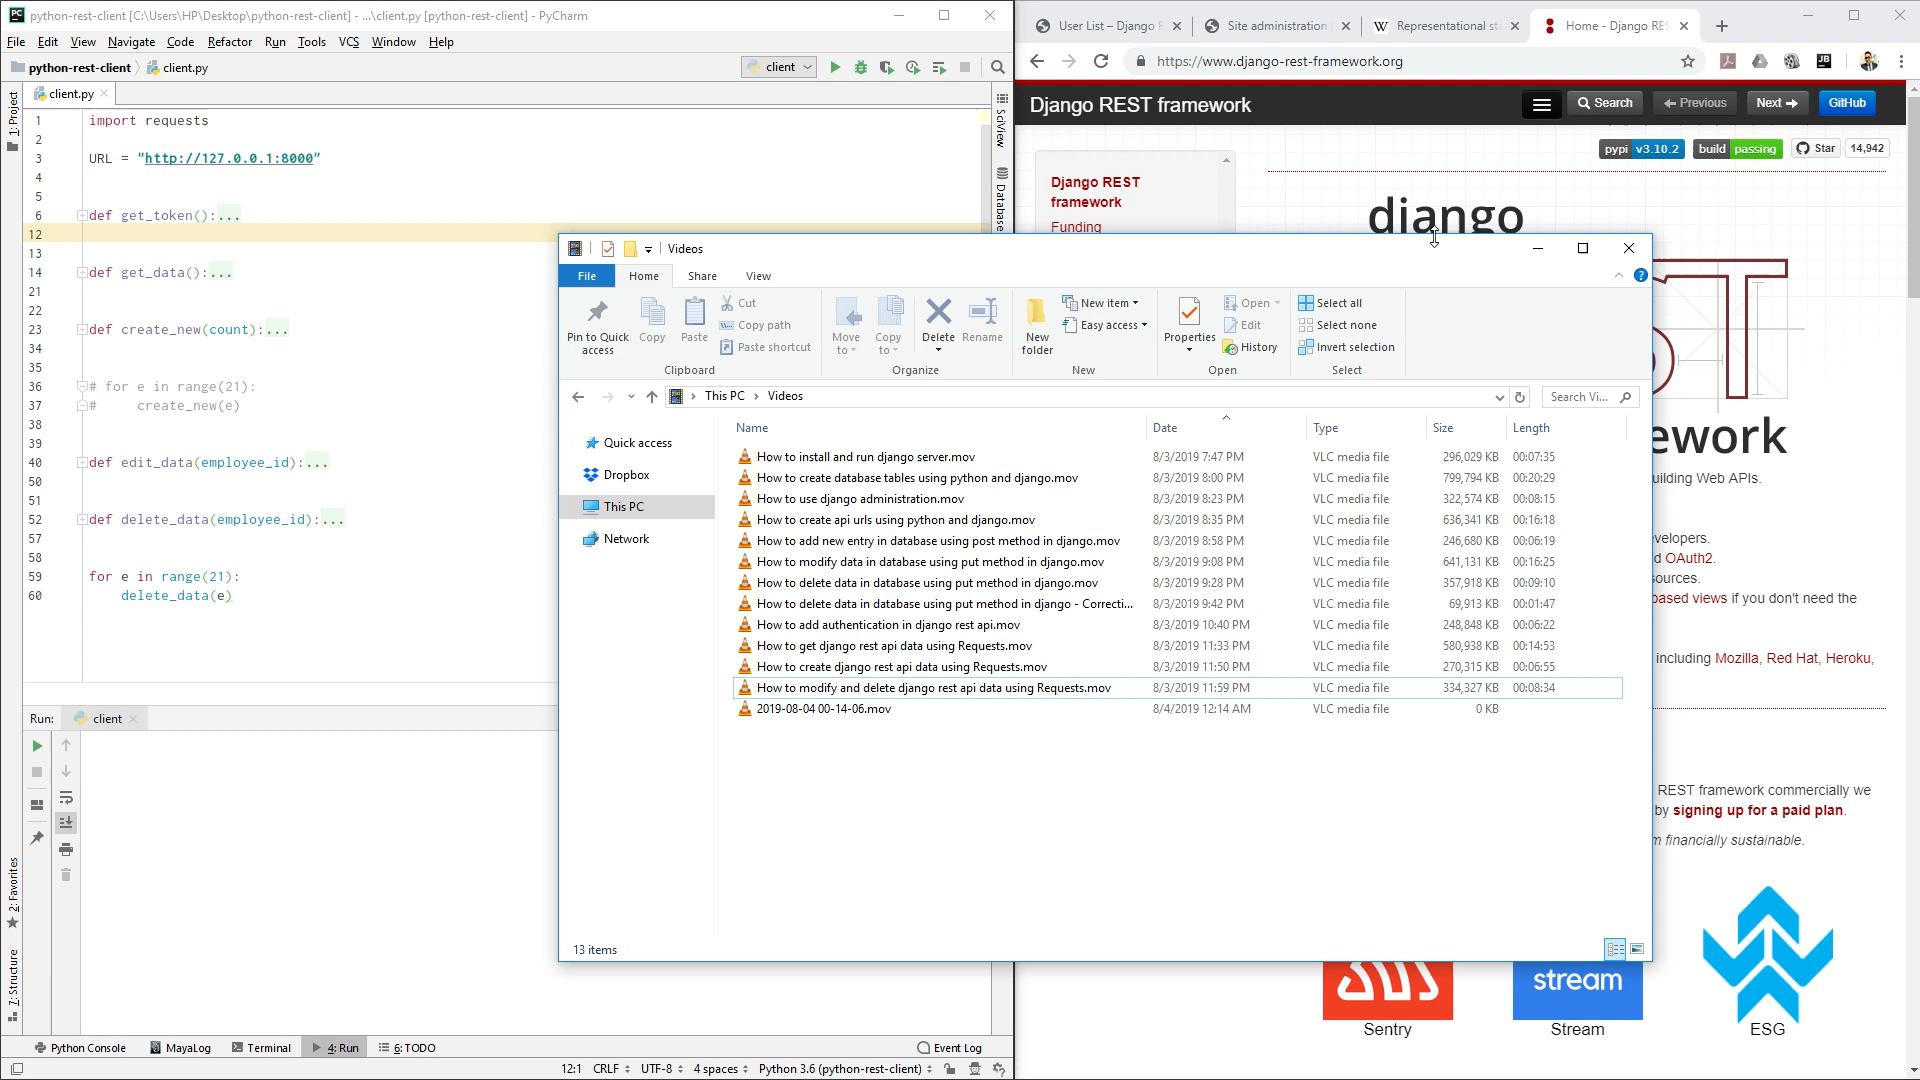 python-rest-client [C:\Users\HP\Desktop\python-rest-client] - ...\client.py [python-rest-client] - PyCharm
File Edit View Navigate Code Refactor Run Tools VCS Window Help
python-rest-client client.py
client
client.py
1: Project
SciView
Database
2: Favorites
7: Structure
1 import requests
2
3 URL = "http://127.0.0.1:8000"
4
5
6 def get_token():...
12
13
14 def get_data():...
21
22
23 def create_new(count):...
34
35
36 # for e in range(21):
37 #     create_new(e)
38
39
40 def edit_data(employee_id):...
50
51
52 def delete_data(employee_id):...
57
58
59 for e in range(21):
60     delete_data(e)
Run: client
Python Console MayaLog Terminal 4: Run 6: TODO Event Log
12:1 CRLF UTF-8 4 spaces Python 3.6 (python-rest-client)
User List – Django Site administration Representational st Home - Django RES
https://www.django-rest-framework.org
Django REST framework Search Previous Next GitHub
pypi v3.10.2 build passing Star 14,942
Django REST
framework
Funding
django
ework
uilding Web APIs.
velopers.
d OAuth2.
ources.
based views if you don't need the
including Mozilla, Red Hat, Heroku,
REST framework commercially we
by signing up for a paid plan.
m financially sustainable.
stream
Sentry Stream ESG
Videos
File Home Share View
Pin to Quick access
Copy
Paste
Cut
Copy path
Paste shortcut
Clipboard
Move to
Copy to
Delete
Rename
Organize
New folder
New item
Easy access
New
Properties
Open
Edit
History
Open
Select all
Select none
Invert selection
Select
This PC Videos Search Vi...
Quick access
Dropbox
This PC
Network
Name Date Type Size Length
How to install and run django server.mov 8/3/2019 7:47 PM VLC media file 296,029 KB 00:07:35
How to create database tables using python and django.mov 8/3/2019 8:00 PM VLC media file 799,794 KB 00:20:29
How to use django administration.mov 8/3/2019 8:23 PM VLC media file 322,574 KB 00:08:15
How to create api urls using python and django.mov 8/3/2019 8:35 PM VLC media file 636,341 KB 00:16:18
How to add new entry in database using post method in django.mov 8/3/2019 8:58 PM VLC media file 246,680 KB 00:06:19
How to modify data in database using put method in django.mov 8/3/2019 9:08 PM VLC media file 641,131 KB 00:16:25
How to delete data in database using put method in django.mov 8/3/2019 9:28 PM VLC media file 357,918 KB 00:09:10
How to delete data in database using put method in django - Correcti... 8/3/2019 9:42 PM VLC media file 69,913 KB 00:01:47
How to add authentication in django rest api.mov 8/3/2019 10:40 PM VLC media file 248,848 KB 00:06:22
How to get django rest api data using Requests.mov 8/3/2019 11:33 PM VLC media file 580,938 KB 00:14:53
How to create django rest api data using Requests.mov 8/3/2019 11:50 PM VLC media file 270,315 KB 00:06:55
How to modify and delete django rest api data using Requests.mov 8/3/2019 11:59 PM VLC media file 334,327 KB 00:08:34
2019-08-04 00-14-06.mov 8/4/2019 12:14 AM VLC media file 0 KB
13 items